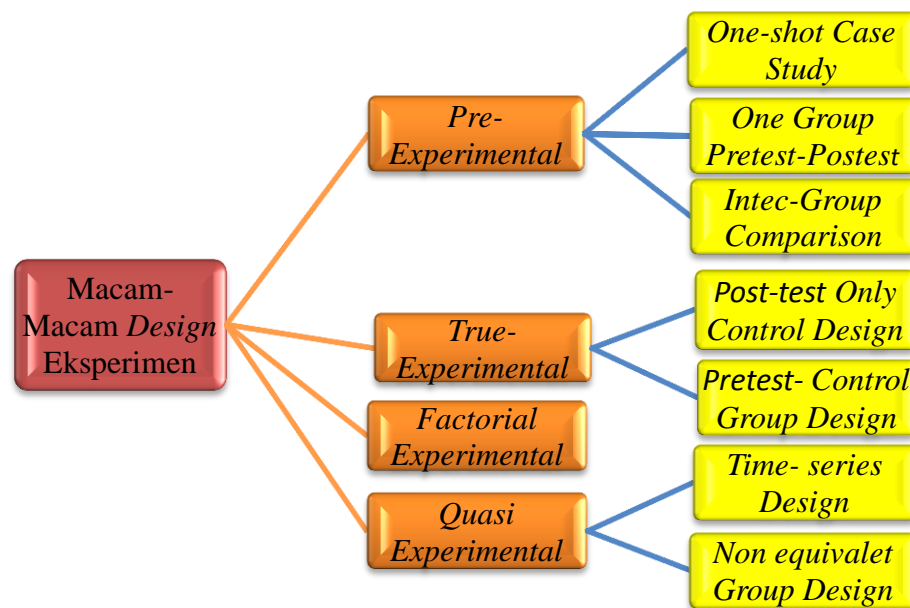 Macam-
Macam Design
Eksperimen
Pre-
Experimental
One-shot Case
Study
One Group
Pretest-Postest
Intec-Group
Comparison
True-
Experimental
Post-test Only
Control Design
Pretest- Control
Group Design
Factorial
Experimental
Quasi
Experimental
Time- series
Design
Non equivalet
Group Design